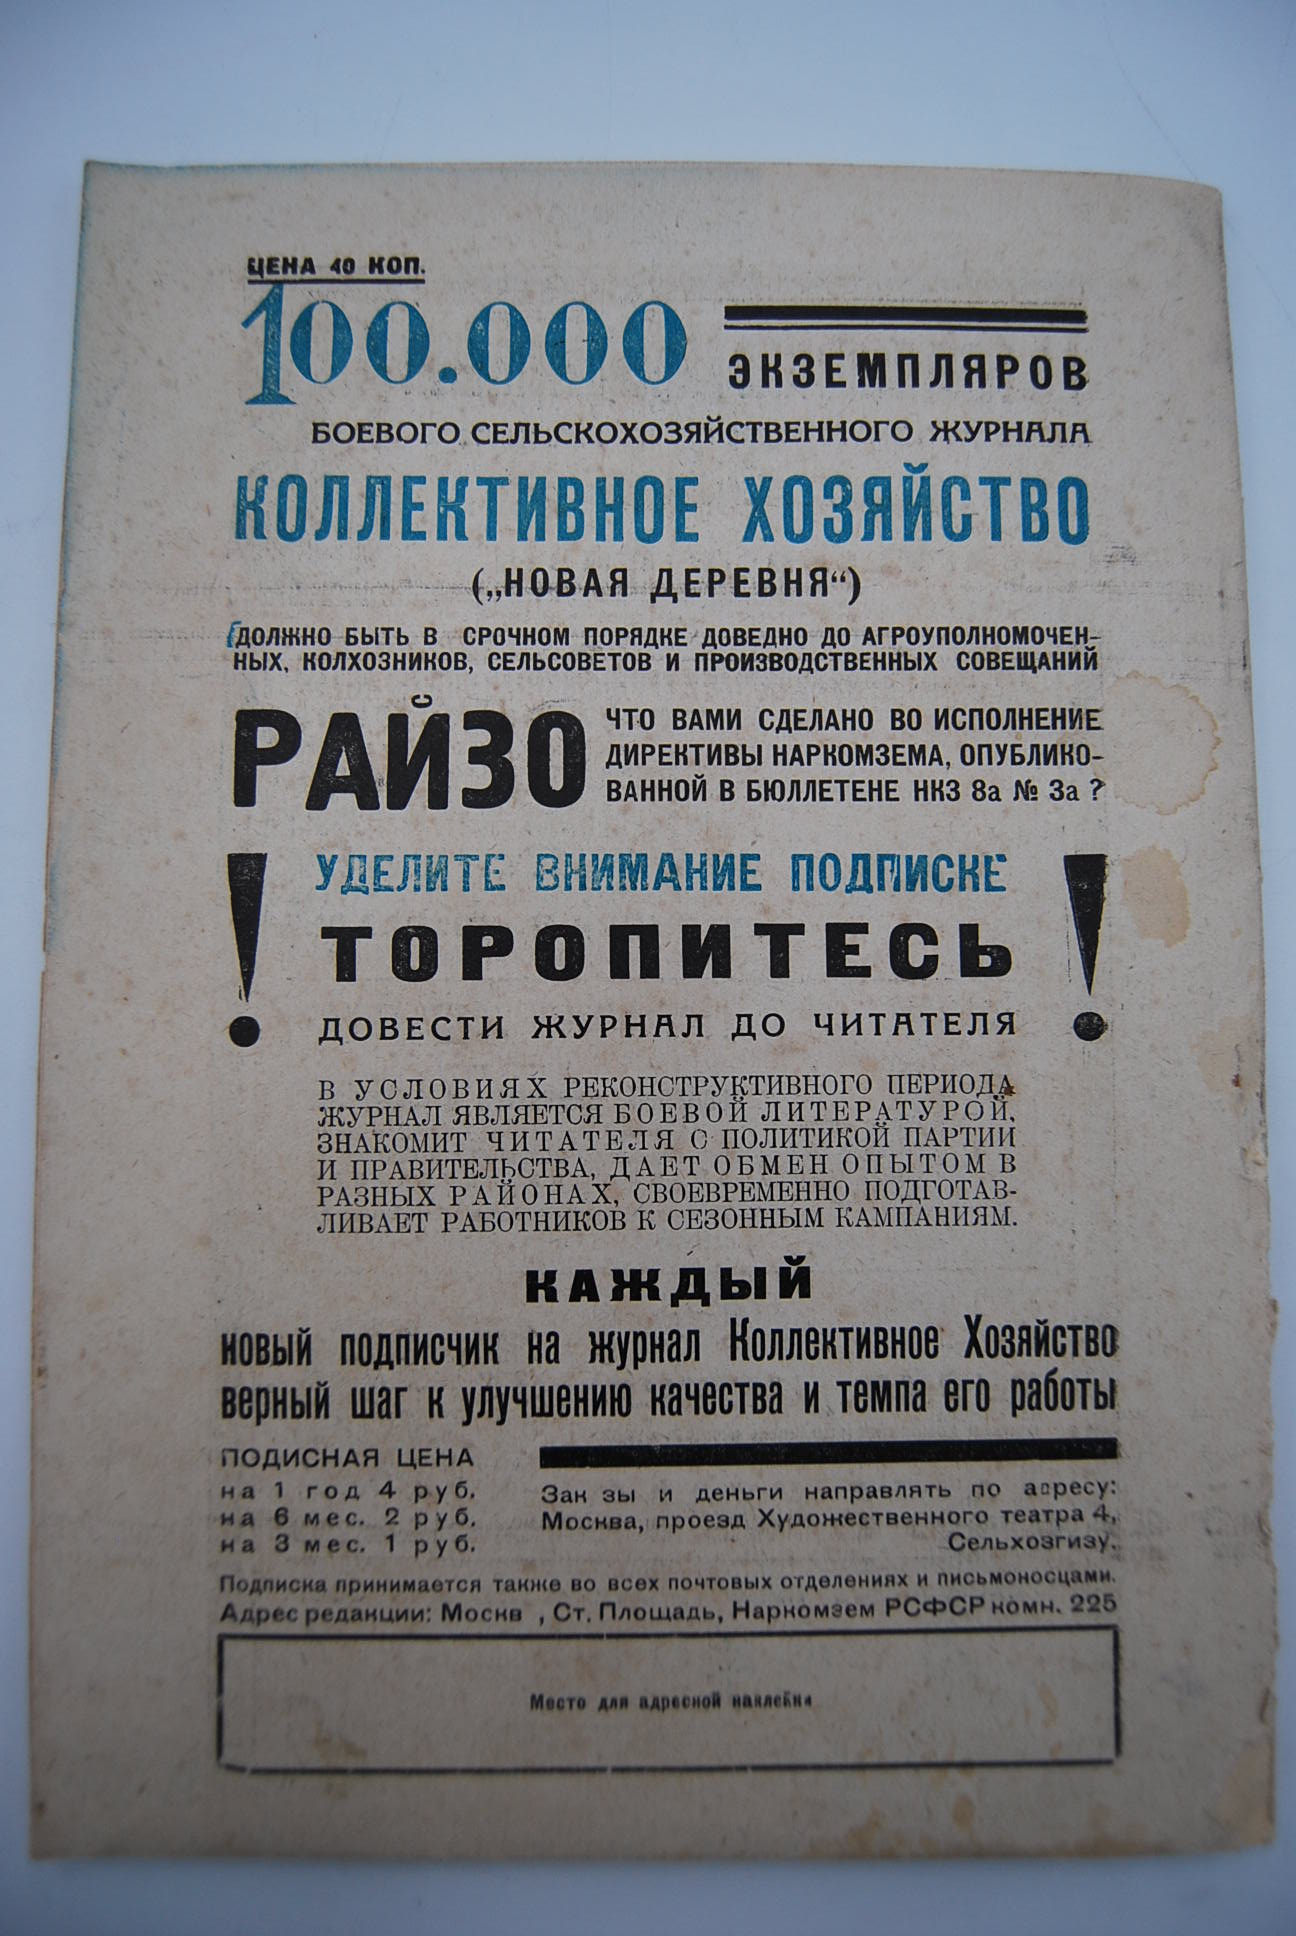 ЦЕНА 40 КОП.
100.000
ЭКЗЕМПЛЯРОВ
БОЕВОГО СЕЛЬСКОХОЗЯЙСТВЕННОГО ЖУРНАЛА
КОЛЛЕКТИВНОЕ ХОЗЯЙСТВО
(„НОВАЯ ДЕРЕВНЯ“)
ДОЛЖНО БЫТЬ В СРОЧНОМ ПОРЯДКЕ ДОВЕДНО ДО АГРОУПОЛНОМОЧЕН-
НЫХ, КОЛХОЗНИКОВ, СЕЛЬСОВЕТОВ И ПРОИЗВОДСТВЕННЫХ СОВЕЩАНИЙ
РАЙЗО
ЧТО ВАМИ СДЕЛАНО ВО ИСПОЛНЕНИЕ
ДИРЕКТИВЫ НАРКОМЗЕМА, ОПУБЛИКО-
ВАННОЙ В БЮЛЛЕТЕНЕ НКЗ 8а № 3а ?
! УДЕЛИТЕ ВНИМАНИЕ ПОДПИСКЕ !
ТОРОПИТЕСЬ
ДОВЕСТИ ЖУРНАЛ ДО ЧИТАТЕЛЯ
В УСЛОВИЯХ РЕКОНСТРУКТИВНОГО ПЕРИОДА
ЖУРНАЛ ЯВЛЯЕТСЯ БОЕВОЙ ЛИТЕРАТУРОЙ,
ЗНАКОМИТ ЧИТАТЕЛЯ С ПОЛИТИКОЙ ПАРТИИ
И ПРАВИТЕЛЬСТВА, ДАЕТ ОБМЕН ОПЫТОМ В
РАЗНЫХ РАЙОНАХ, СВОЕВРЕМЕННО ПОДГОТАВ-
ЛИВАЕТ РАБОТНИКОВ К СЕЗОННЫМ КАМПАНИЯМ.
КАЖДЫЙ
новый подписчик на журнал Коллективное Хозяйство
верный шаг к улучшению качества и темпа его работы
ПОДИСНАЯ ЦЕНА
на 1 год 4 руб.
на 6 мес. 2 руб.
на 3 мес. 1 руб.
Зак зы и деньги направлять по адресу:
Москва, проезд Художественного театра 4,
Сельхозгизу.
Подписка принимается также во всех почтовых отделениях и письмоносцами.
Адрес редакции: Москв , Ст. Площадь, Наркомзем РСФСР комн. 225
Место для адресной наклейки